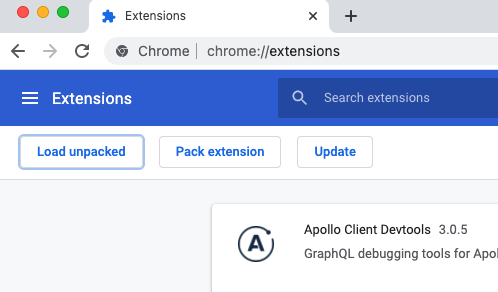 Extensions
Chrome | chrome://extensions
Extensions
Search extensions
Load unpacked
Pack extension
Update
Apollo Client Devtools 3.0.5
GraphQL debugging tools for Apol